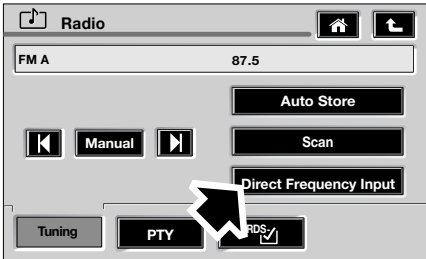 Radio
FM A 87.5
Auto Store
Manual Scan
Direct Frequency Input
Tuning PTY RDS